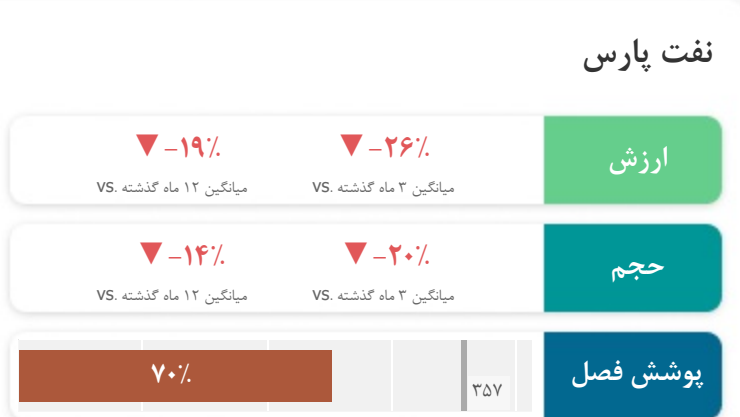 نفت پارس
ارزش
▼ -۲۶٪
▼ -۱۹٪
میانگین ۳ ماه گذشته .VS
میانگین ۱۲ ماه گذشته .VS
حجم
▼ -۲۰٪
▼ -۱۴٪
میانگین ۳ ماه گذشته .VS
میانگین ۱۲ ماه گذشته .VS
پوشش فصل
۷۰٪
۳۵۷